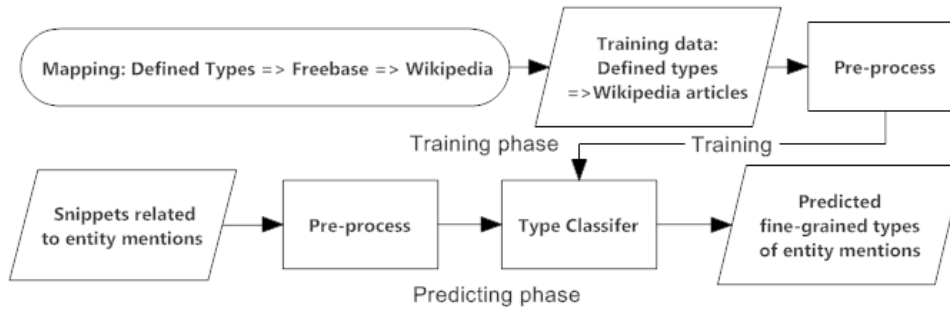 Mapping: Defined Types => Freebase => Wikipedia
Training data:
Defined types
=>Wikipedia articles
Pre-process
Training phase
Training
Snippets related
to entity mentions
Pre-process
Type Classifer
Predicted
fine-grained types
of entity mentions
Predicting phase